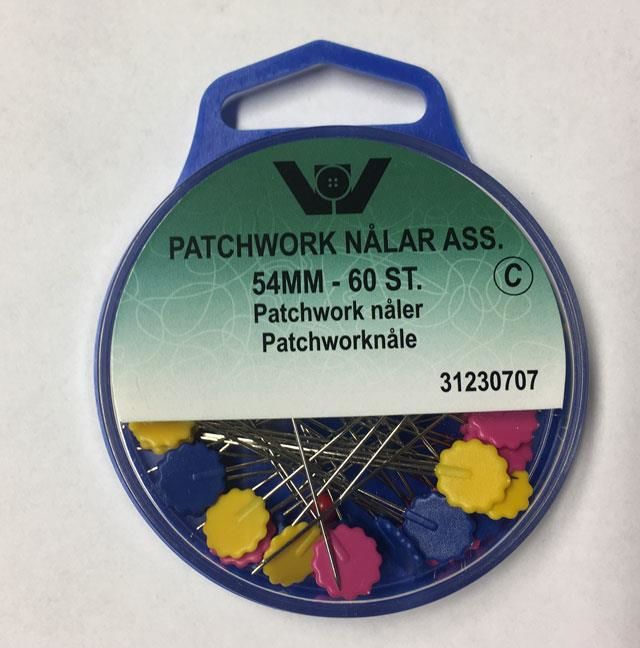 PATCHWORK NÅLAR ASS.
54MM - 60 ST.
C
Patchwork nåler
Patchworknåle
31230707